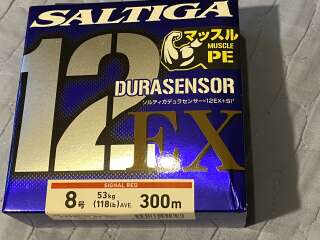 SALTIGA
マッスル
MUSCLE
PE
12
DURASENSOR
ソルティガデュラセンサー×12EX+Si²
EX
SIGNAL RED
8号 53kg (118lb) AVE. 300m